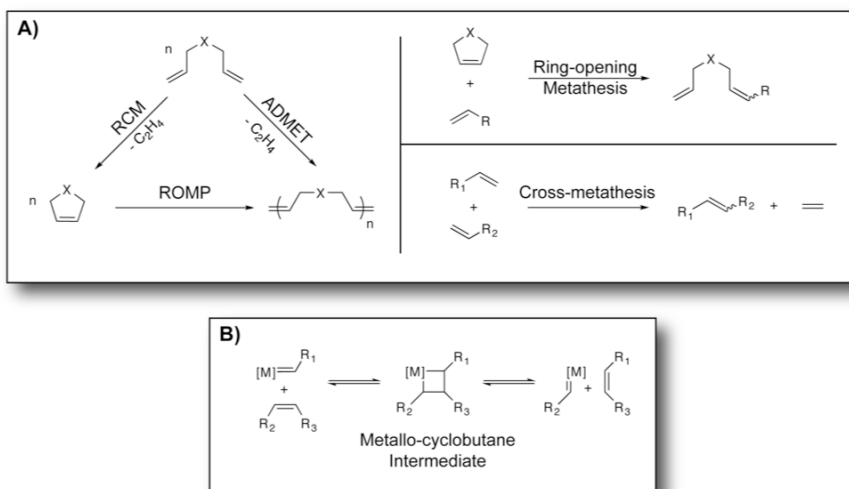 A)
n
X
RCM
- C₂H₄
ADMET
- C₂H₄
n
X
ROMP
X
n
X
+
R
Ring-opening
Metathesis
X
R
R₁
+
R₂
Cross-metathesis
R₁
R₂
+
B)
[M]
R₁
+
R₂
R₃
[M]
R₁
R₂
R₃
Metallo-cyclobutane
Intermediate
[M]
R₂
+
R₁
R₃